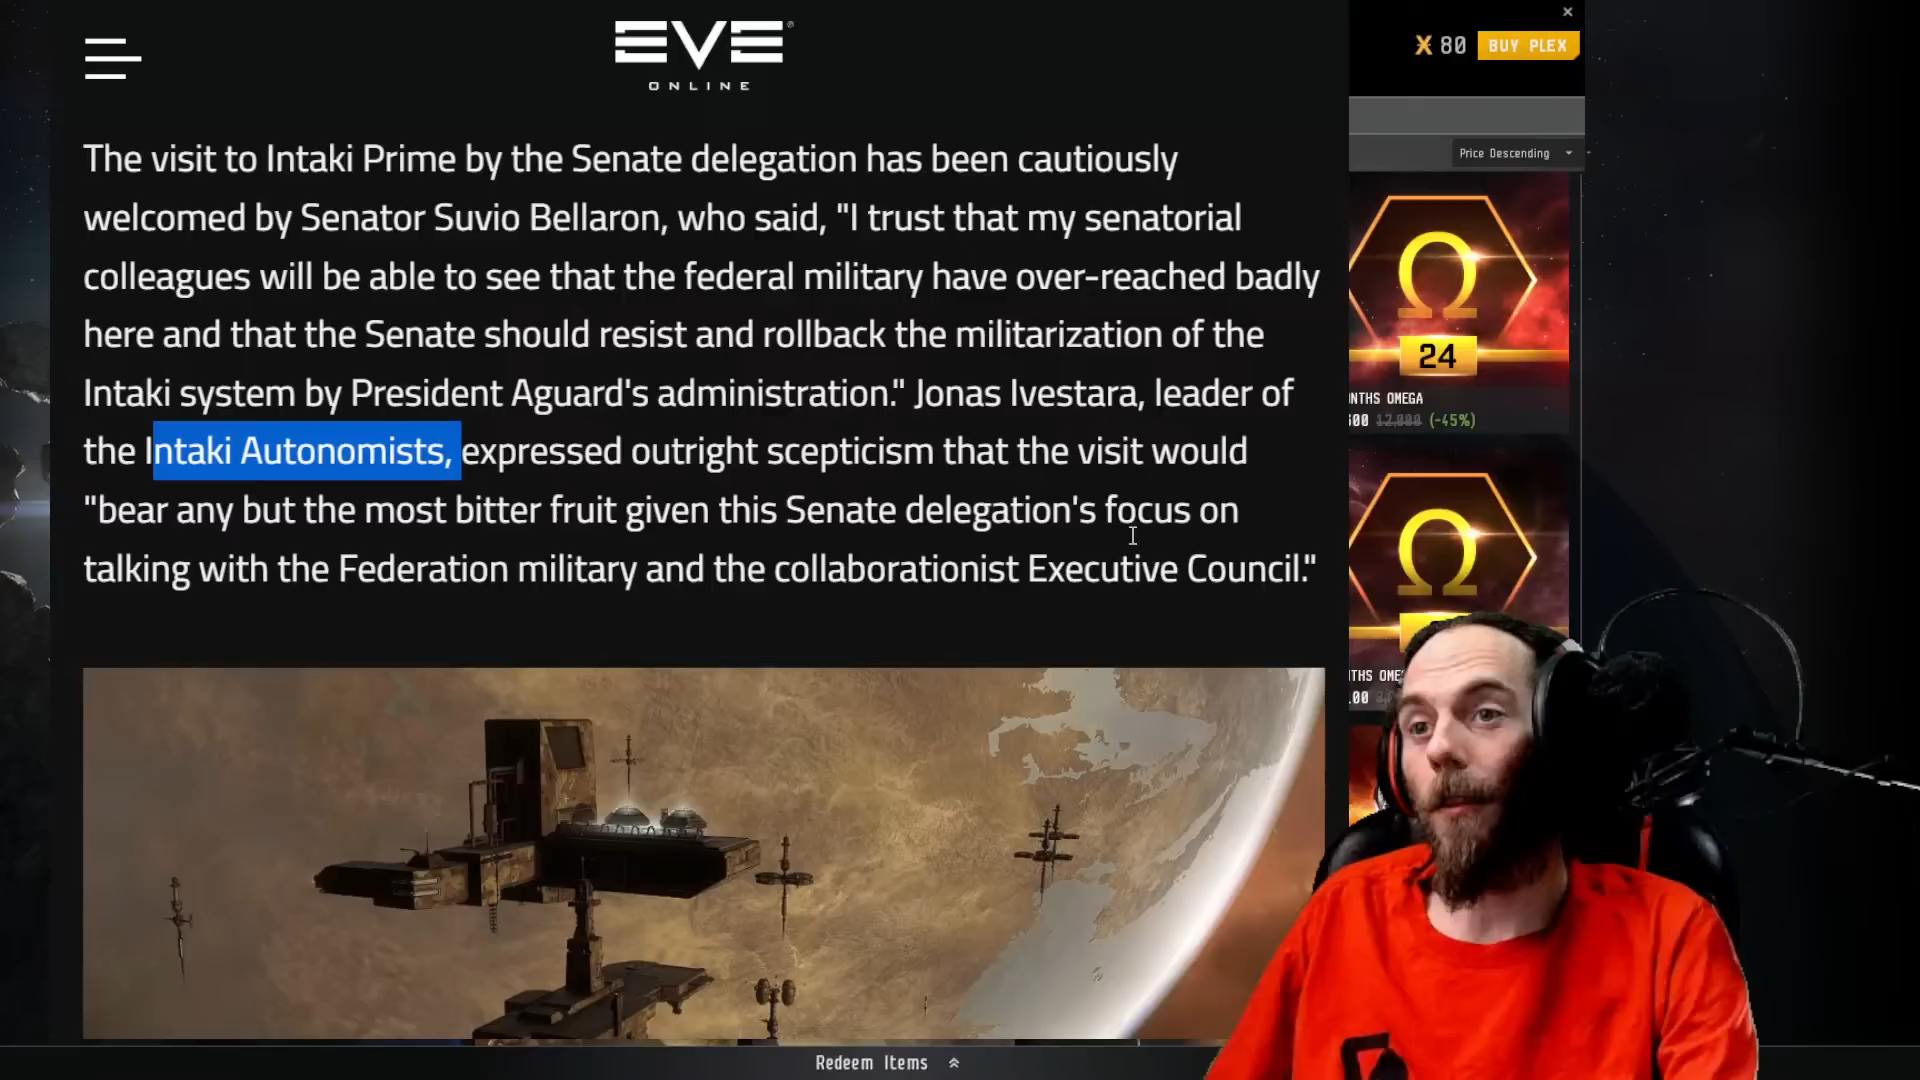 EVE
ONLINE
80
BUY PLEX
Price Descending
The visit to Intaki Prime by the Senate delegation has been cautiously
welcomed by Senator Suvio Bellaron, who said, "I trust that my senatorial
colleagues will be able to see that the federal military have over-reached badly
here and that the Senate should resist and rollback the militarization of the
Intaki system by President Aguard's administration." Jonas Ivestara, leader of
the Intaki Autonomists, expressed outright scepticism that the visit would
"bear any but the most bitter fruit given this Senate delegation's focus on
talking with the Federation military and the collaborationist Executive Council."
Ω
24
NTHS OMEGA
12,000 (-45%)
Ω
Redeem Items